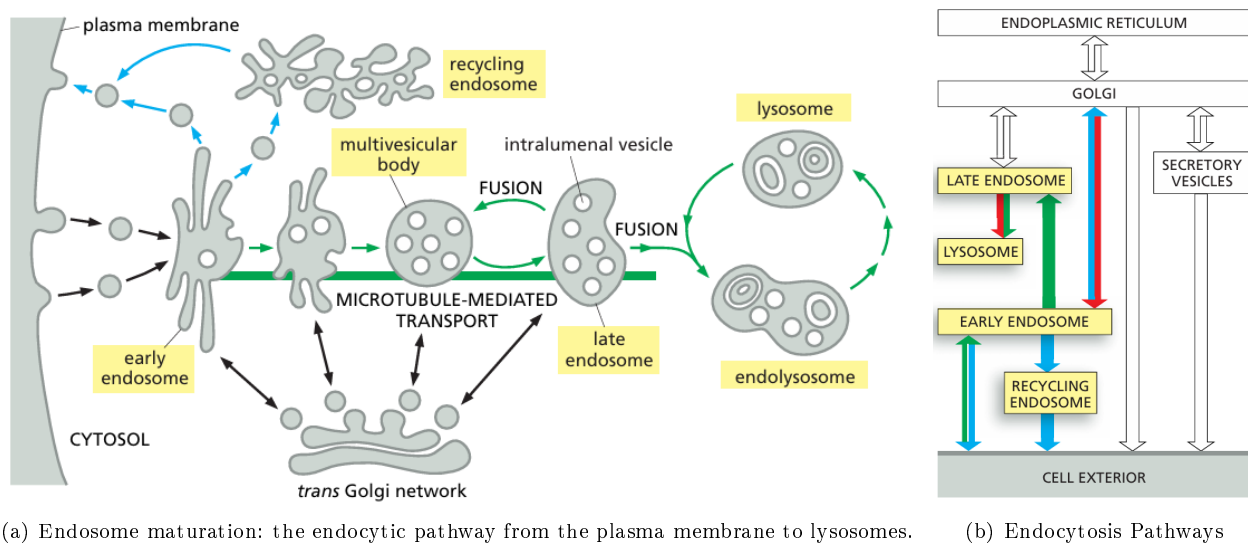 plasma membrane
recycling
endosome
multivesicular
body
intralumenal vesicle
lysosome
FUSION
FUSION
MICROTUBULE-MEDIATED
TRANSPORT
early
endosome
late
endosome
endolysosome
CYTOSOL
trans Golgi network
(a) Endosome maturation: the endocytic pathway from the plasma membrane to lysosomes.
ENDOPLASMIC RETICULUM
GOLGI
LATE ENDOSOME
SECRETORY
VESICLES
LYSOSOME
EARLY ENDOSOME
RECYCLING
ENDOSOME
CELL EXTERIOR
(b) Endocytosis Pathways